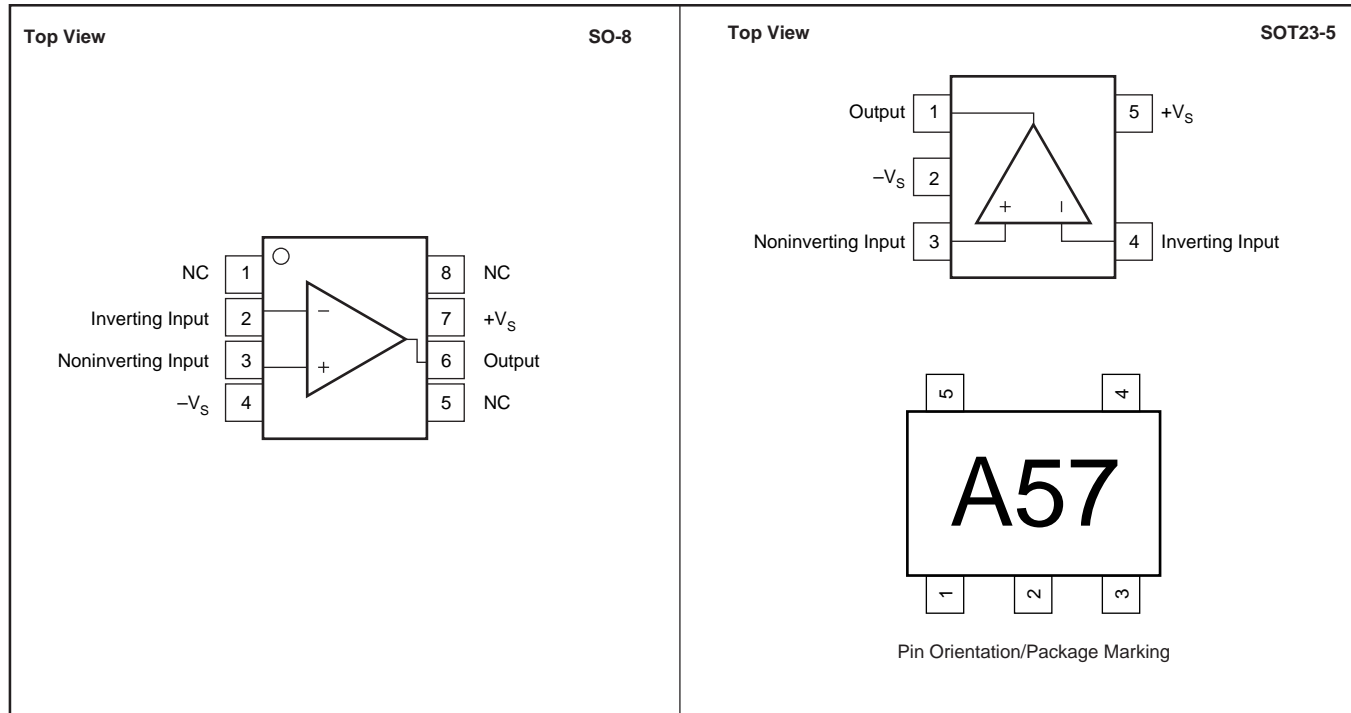 Top View SO-8
NC 1 8 NC
Inverting Input 2 − 7 +VS
Noninverting Input 3 + 6 Output
–VS 4 5 NC
Top View SOT23-5
Output 1 5 +VS
–VS 2
Noninverting Input 3 + − 4 Inverting Input
5 4
A57
1 2 3
Pin Orientation/Package Marking